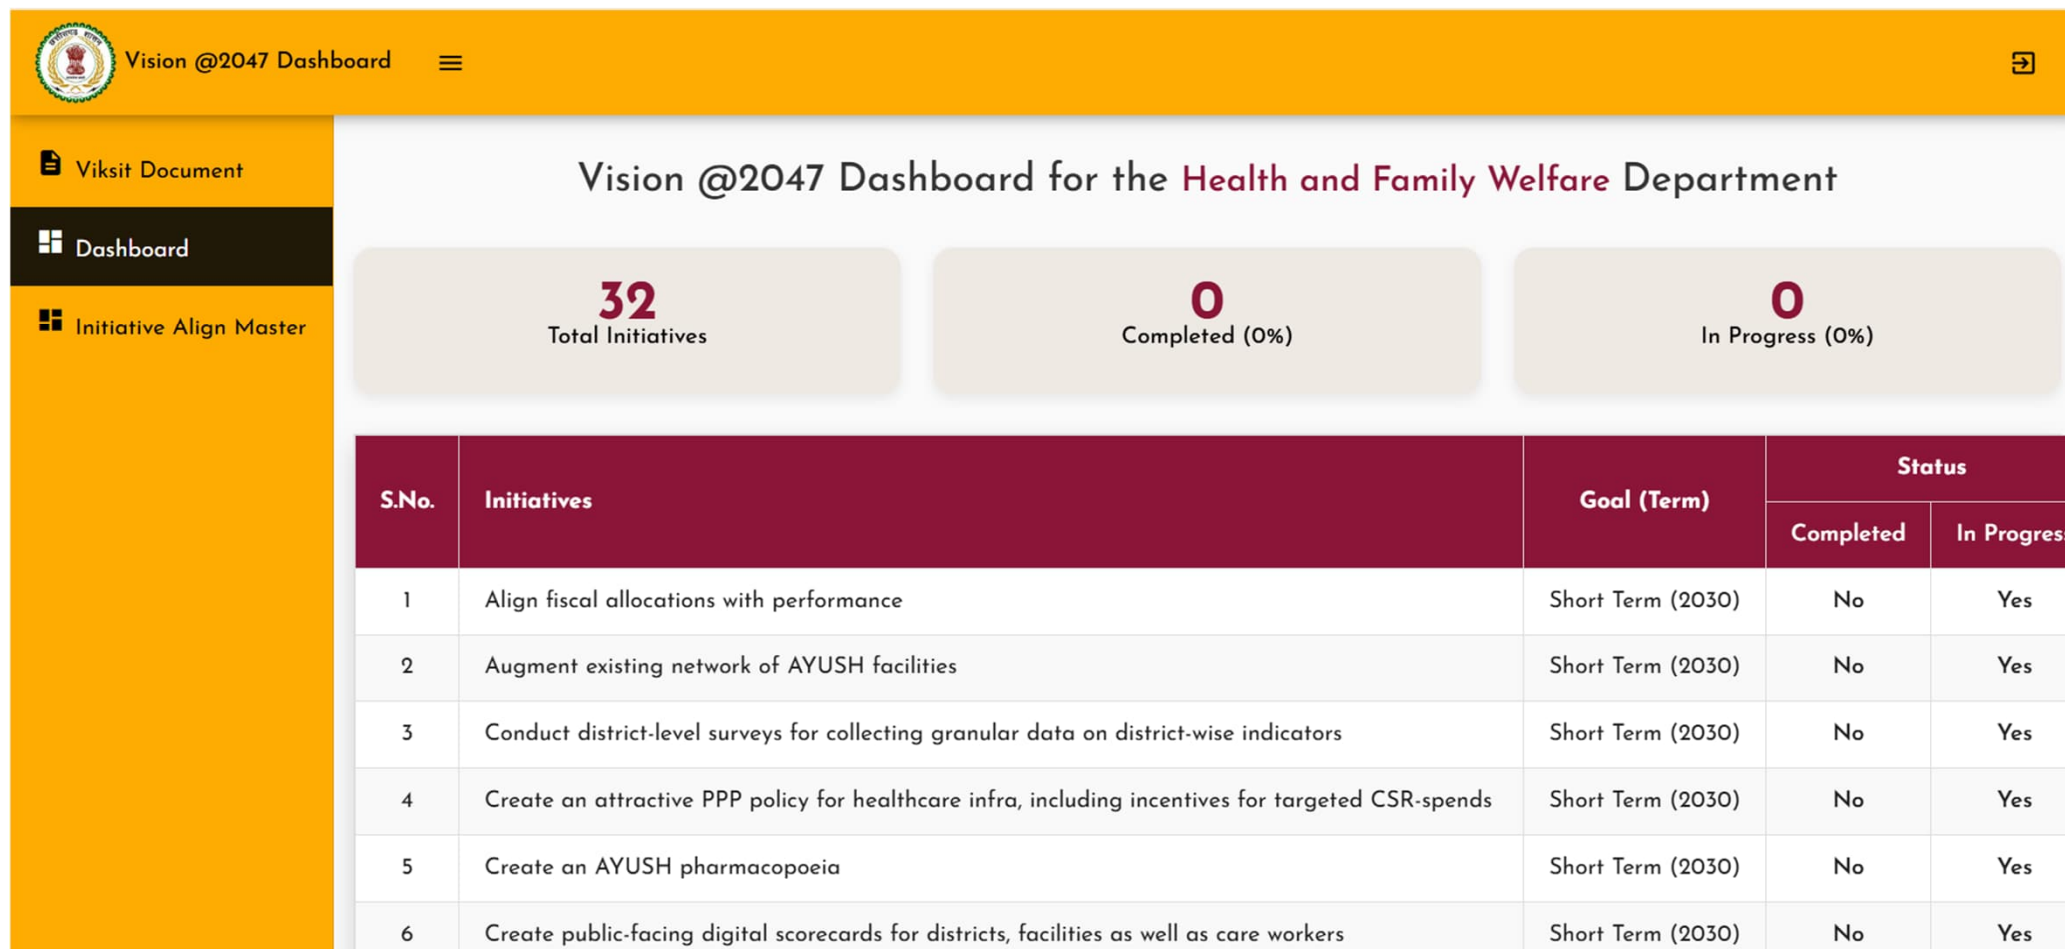 छत्तीसगढ़ शासन
Vision @2047 Dashboard
Viksit Document
Dashboard
Initiative Align Master
Vision @2047 Dashboard for the Health and Family Welfare Department
32
Total Initiatives
0
Completed (0%)
0
In Progress (0%)
S.No. Initiatives Goal (Term) Status
Completed In Progres
1 Align fiscal allocations with performance Short Term (2030) No Yes
2 Augment existing network of AYUSH facilities Short Term (2030) No Yes
3 Conduct district-level surveys for collecting granular data on district-wise indicators Short Term (2030) No Yes
4 Create an attractive PPP policy for healthcare infra, including incentives for targeted CSR-spends Short Term (2030) No Yes
5 Create an AYUSH pharmacopoeia Short Term (2030) No Yes
6 Create public-facing digital scorecards for districts, facilities as well as care workers Short Term (2030) No Yes